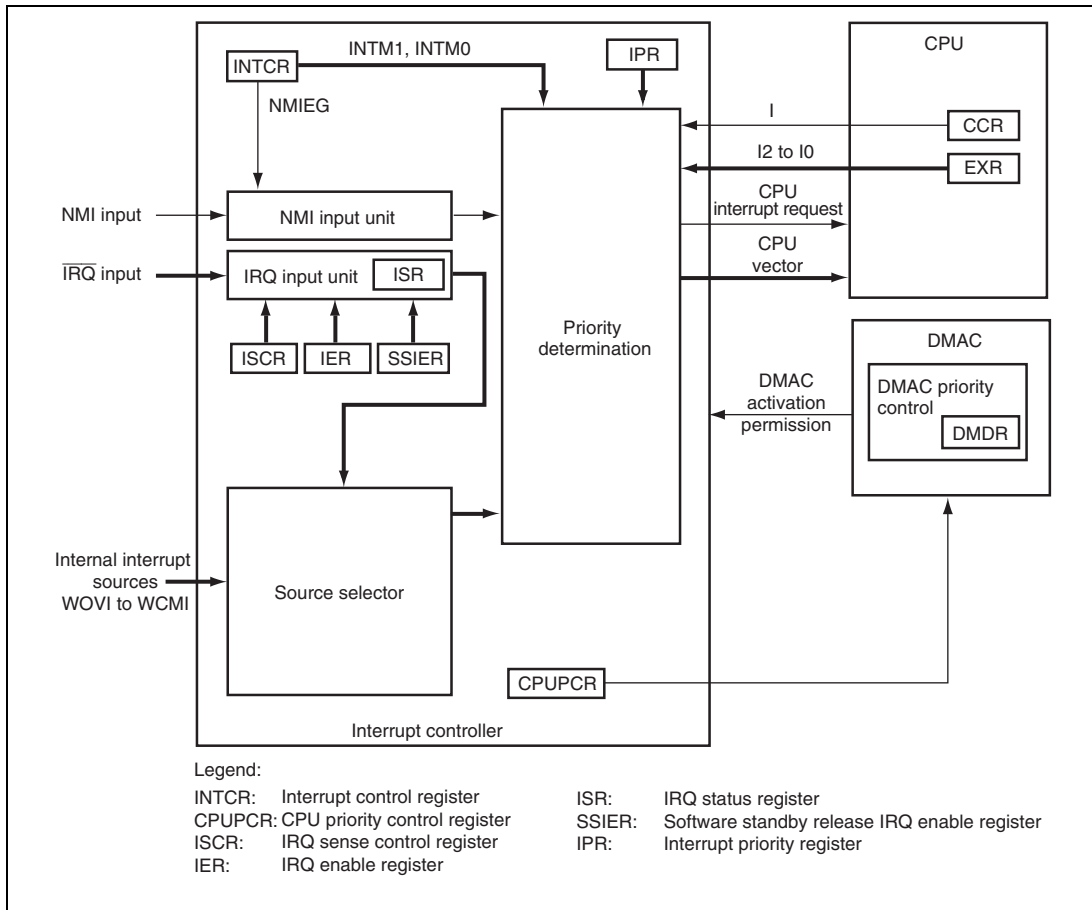 INTM1, INTM0
CPU
INTCR
IPR
NMIEG
I
CCR
I2 to I0
EXR
CPU
interrupt request
NMI input
NMI input unit
CPU
vector
I̅R̅Q̅ input
IRQ input unit
ISR
Priority
determination
ISCR
IER
SSIER
DMAC
DMAC
activation
permission
DMAC priority
control
DMDR
Internal interrupt
sources
WOVI to WCMI
Source selector
CPUPCR
Interrupt controller
Legend:
INTCR: Interrupt control register
CPUPCR: CPU priority control register
ISCR: IRQ sense control register
IER: IRQ enable register
ISR: IRQ status register
SSIER: Software standby release IRQ enable register
IPR: Interrupt priority register